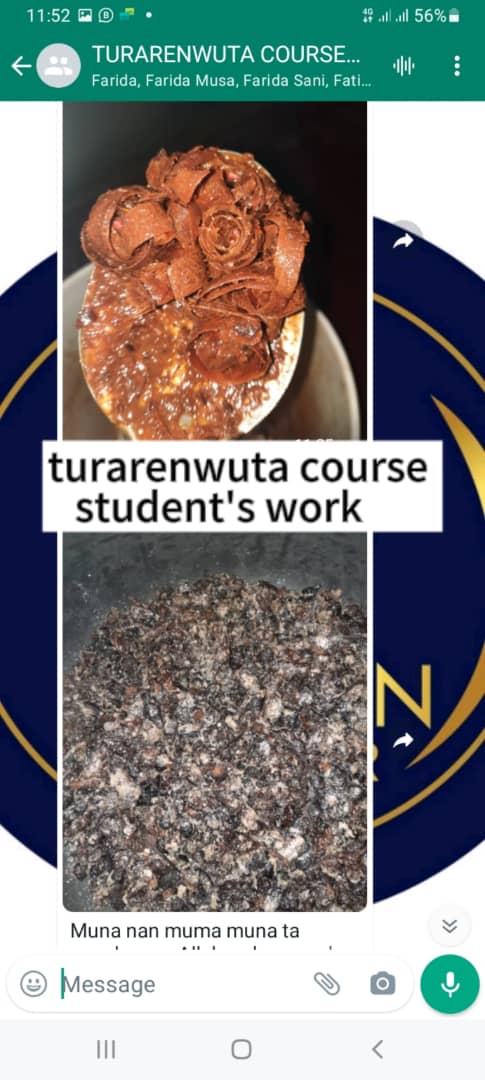 11:52
4G
56%
TURARENWUTA COURSE...
Farida, Farida Musa, Farida Sani, Fati...
turarenwuta course
student's work
N
Muna nan muma muna ta
Message